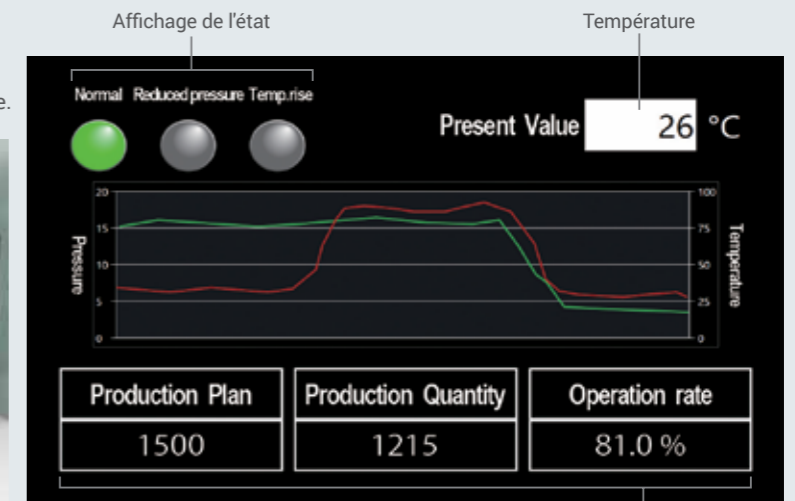 Affichage de l'état
Température
e.
Normal Reduced pressure Temp.rise
Present Value 26 °C
20 100
15 75
10 50
5 25
0 0
Pressure
Temperature
Production Plan Production Quantity Operation rate
1500 1215 81.0 %